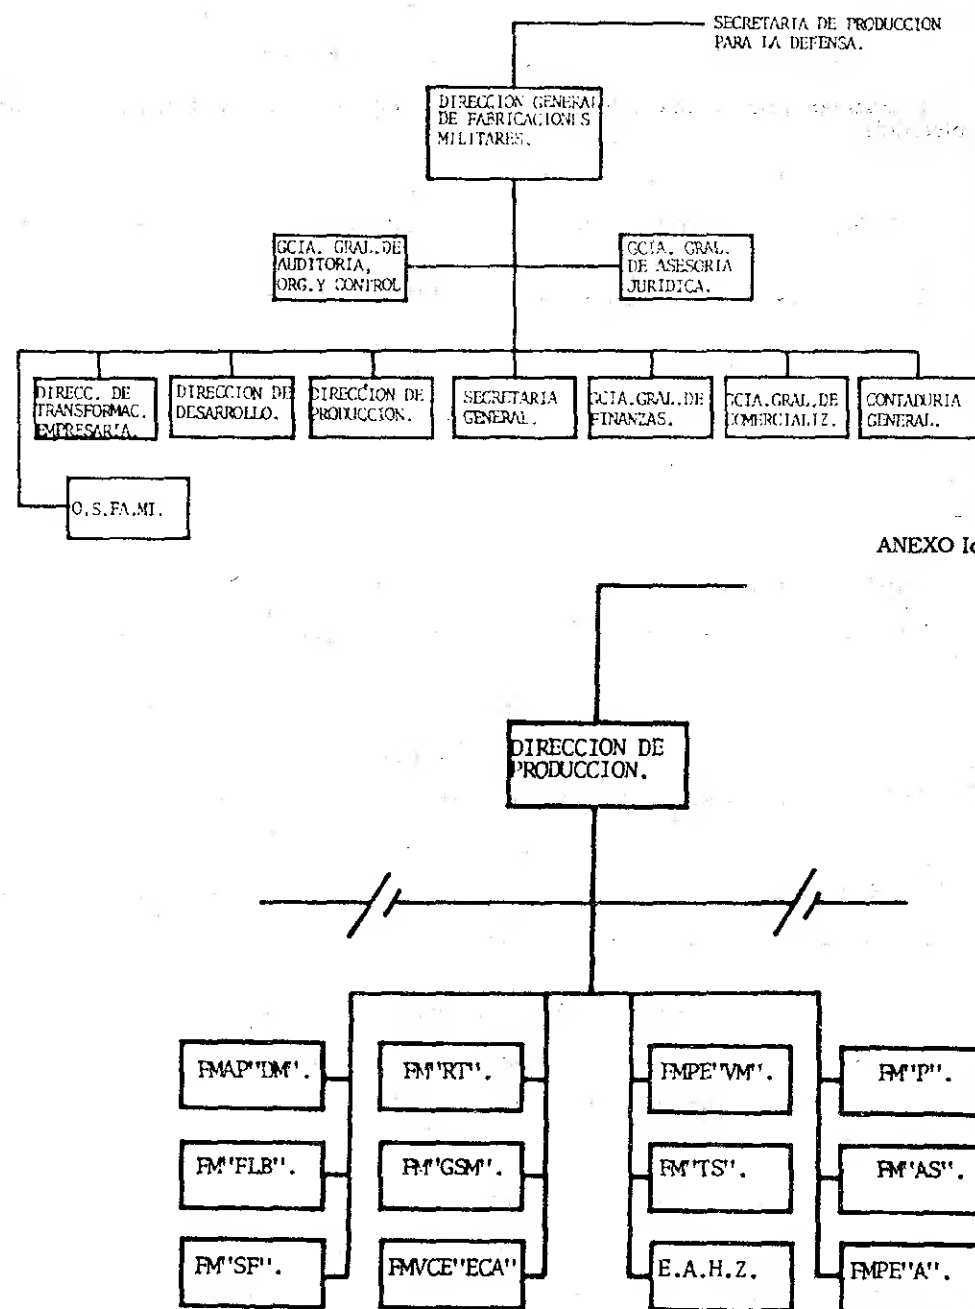 SECRETARIA DE PRODUCCION
PARA LA DEFENSA.
DIRECCION GENERAL
DE FABRICACIONES
MILITARES.
GCIA. GRAL. DE
AUDITORIA,
ORG. Y CONTROL
GCIA. GRAL.
DE ASESORIA
JURIDICA.
DIRECC. DE
TRANSFORMAC.
EMPRESARIA.
DIRECCION DE
DESARROLLO.
DIRECCION DE
PRODUCCION.
SECRETARIA
GENERAL.
GCIA.GRAL.DE
FINANZAS.
GCIA.GRAL.DE
COMERCIALIZ.
CONTADURIA
GENERAL.
O.S.FA.MI.
ANEXO Ic
DIRECCION DE
PRODUCCION.
FMAP"DM".
FM"RT".
FMPE"VM".
FM"P".
FM"FLB".
FM"GSM".
FM"TS".
FM"AS".
FM"SF".
FMVCE"ECA"
E.A.H.Z.
FMPE"A".